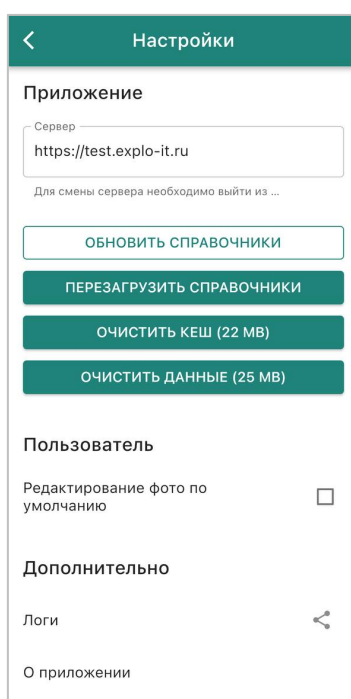 Настройки
Приложение
Сервер
https://test.explo-it.ru
Для смены сервера необходимо выйти из ...
ОБНОВИТЬ СПРАВОЧНИКИ
ПЕРЕЗАГРУЗИТЬ СПРАВОЧНИКИ
ОЧИСТИТЬ КЕШ (22 MB)
ОЧИСТИТЬ ДАННЫЕ (25 MB)
Пользователь
Редактирование фото по
умолчанию
Дополнительно
Логи
О приложении